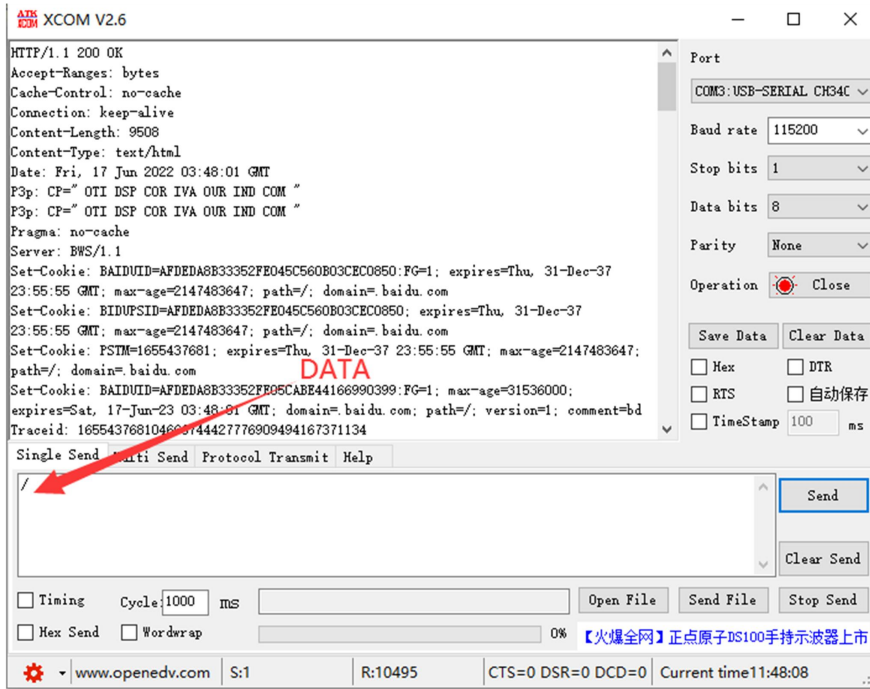 ATK
XCOM
XCOM V2.6
HTTP/1.1 200 OK
Accept-Ranges: bytes
Cache-Control: no-cache
Connection: keep-alive
Content-Length: 9508
Content-Type: text/html
Date: Fri, 17 Jun 2022 03:48:01 GMT
P3p: CP=" OTI DSP COR IVA OUR IND COM "
P3p: CP=" OTI DSP COR IVA OUR IND COM "
Pragma: no-cache
Server: BWS/1.1
Set-Cookie: BAIDUID=AFDEDA8B33352FE045C560B03CEC0850:FG=1; expires=Thu, 31-Dec-37
23:55:55 GMT; max-age=2147483647; path=/; domain=.baidu.com
Set-Cookie: BIDUPSID=AFDEDA8B33352FE045C560B03CEC0850; expires=Thu, 31-Dec-37
23:55:55 GMT; max-age=2147483647; path=/; domain=.baidu.com
Set-Cookie: PSTM=1655437681; expires=Thu, 31-Dec-37 23:55:55 GMT; max-age=2147483647;
path=/; domain=.baidu.com
DATA
Set-Cookie: BAIDUID=AFDEDA8B33352FE05CABE44166990399:FG=1; max-age=31536000;
expires=Sat, 17-Jun-23 03:48:01 GMT; domain=.baidu.com; path=/; version=1; comment=bd
Traceid:
Port
COM3:USB-SERIAL CH34C
Baud rate 115200
Stop bits 1
Data bits 8
Parity None
Operation Close
Save Data Clear Data
Hex DTR
RTS 自动保存
TimeStamp 100 ms
Single Send Multi Send Protocol Transmit Help
/
Send
Clear Send
Timing Cycle: 1000 ms Open File Send File Stop Send
Hex Send Wordwrap 0% 【火爆全网】正点原子DS100手持示波器上市
www.openedv.com S:1 R:10495 CTS=0 DSR=0 DCD=0 Current time11:48:08